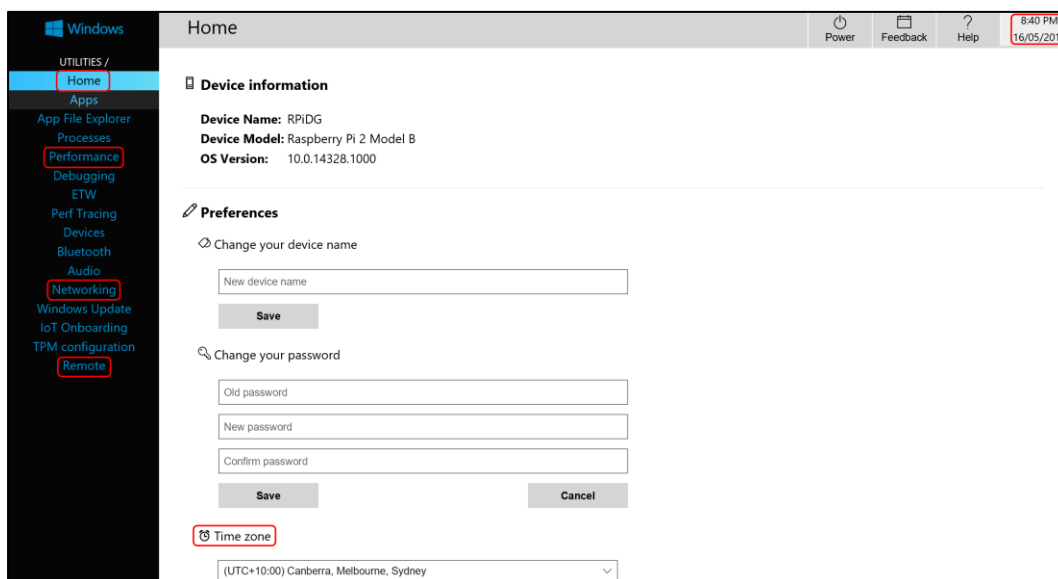 Windows
Home
Power
Feedback
Help
8:40 PM
16/05/201
UTILITIES /
Home
Apps
App File Explorer
Processes
Performance
Debugging
ETW
Perf Tracing
Devices
Bluetooth
Audio
Networking
Windows Update
IoT Onboarding
TPM configuration
Remote
Device information
Device Name: RPiDG
Device Model: Raspberry Pi 2 Model B
OS Version: 10.0.14328.1000
Preferences
Change your device name
New device name
Save
Change your password
Old password
New password
Confirm password
Save Cancel
Time zone
(UTC+10:00) Canberra, Melbourne, Sydney